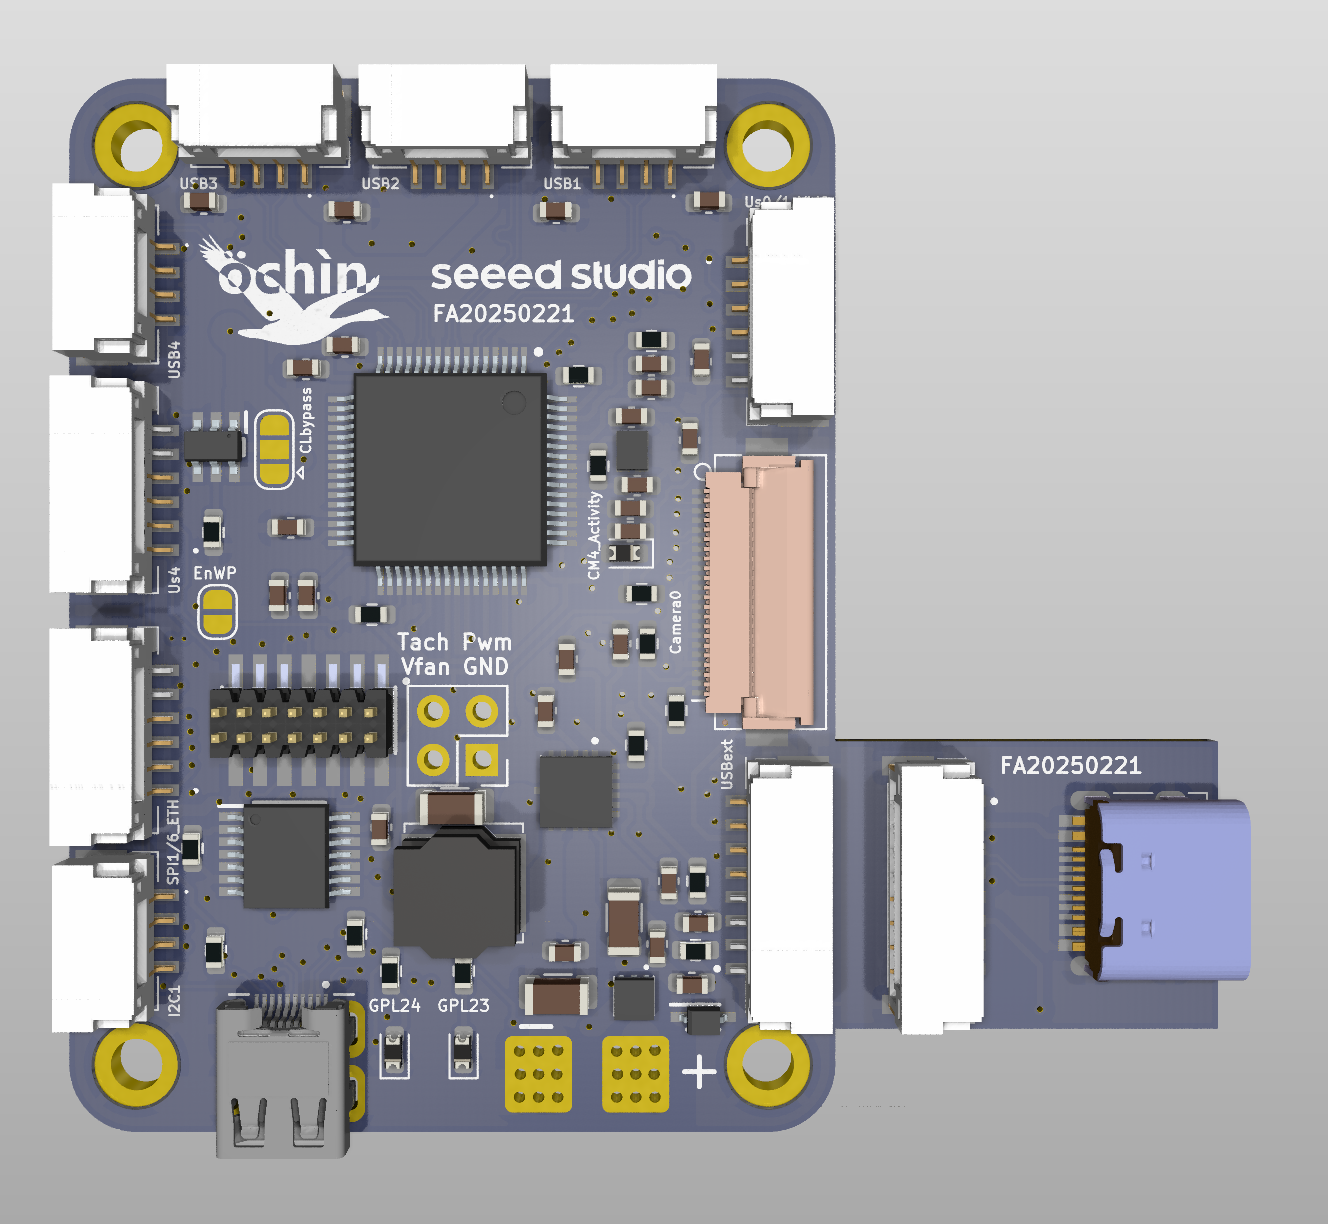 USB3
USB2
USB1
öchìn
seeed studio
FA20250221
USB4
CLbypass
Us4
EnWP
CM4_Activity
Camera0
Tach Pwm
Vfan GND
USBext
FA20250221
SPI1/6_ETH
I2C1
GPL24
GPL23
+